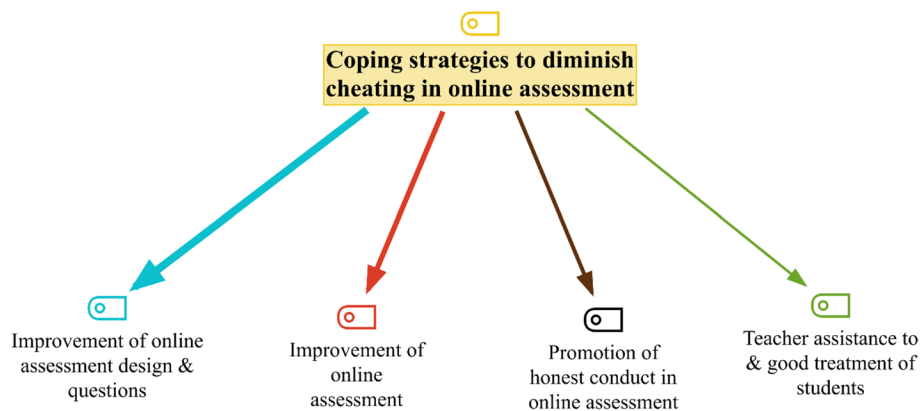 Coping strategies to diminish
cheating in online assessment
Improvement of online
assessment design &
questions
Improvement of
online
assessment
Promotion of
honest conduct in
online assessment
Teacher assistance to
& good treatment of
students